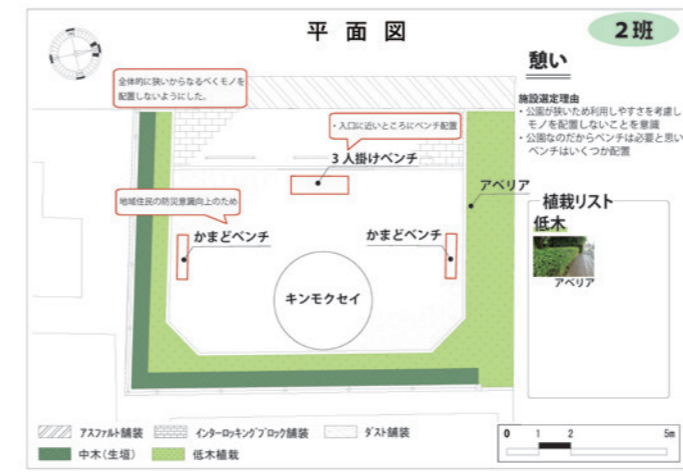 平面図
2班
憩い
施設選定理由
・公園が狭いため利用しやすさを考慮し
モノを配置しないことを意識
・公園なのだからベンチは必要と思い
ベンチはいくつか配置
全体的に狭いからなるべくモノを
配置しないようにした。
・入口に近いところにベンチ配置
3人掛けベンチ
アベリア
地域住民の防災意識向上のため
かまどベンチ
かまどベンチ
キンモクセイ
植栽リスト
低木
アベリア
アスファルト舗装
インターロッキングブロック舗装
ダスト舗装
中木(生垣)
低木植栽
0 1 2 5m